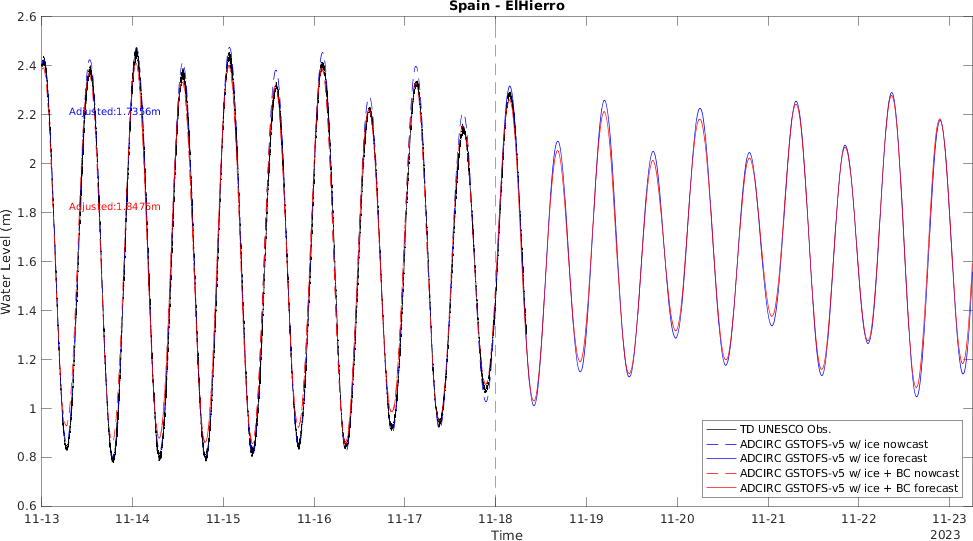 Spain - ElHierro
2.6
2.4
2.2
2
1.8
1.6
1.4
1.2
1
0.8
0.6
Water Level (m)
Adjusted:1.7356m
Adjusted:1.8476m
TD UNESCO Obs.
ADCIRC GSTOFS-v5 w/ ice nowcast
ADCIRC GSTOFS-v5 w/ ice forecast
ADCIRC GSTOFS-v5 w/ ice + BC nowcast
ADCIRC GSTOFS-v5 w/ ice + BC forecast
11-13 11-14 11-15 11-16 11-17 11-18 11-19 11-20 11-21 11-22 11-23
Time 2023